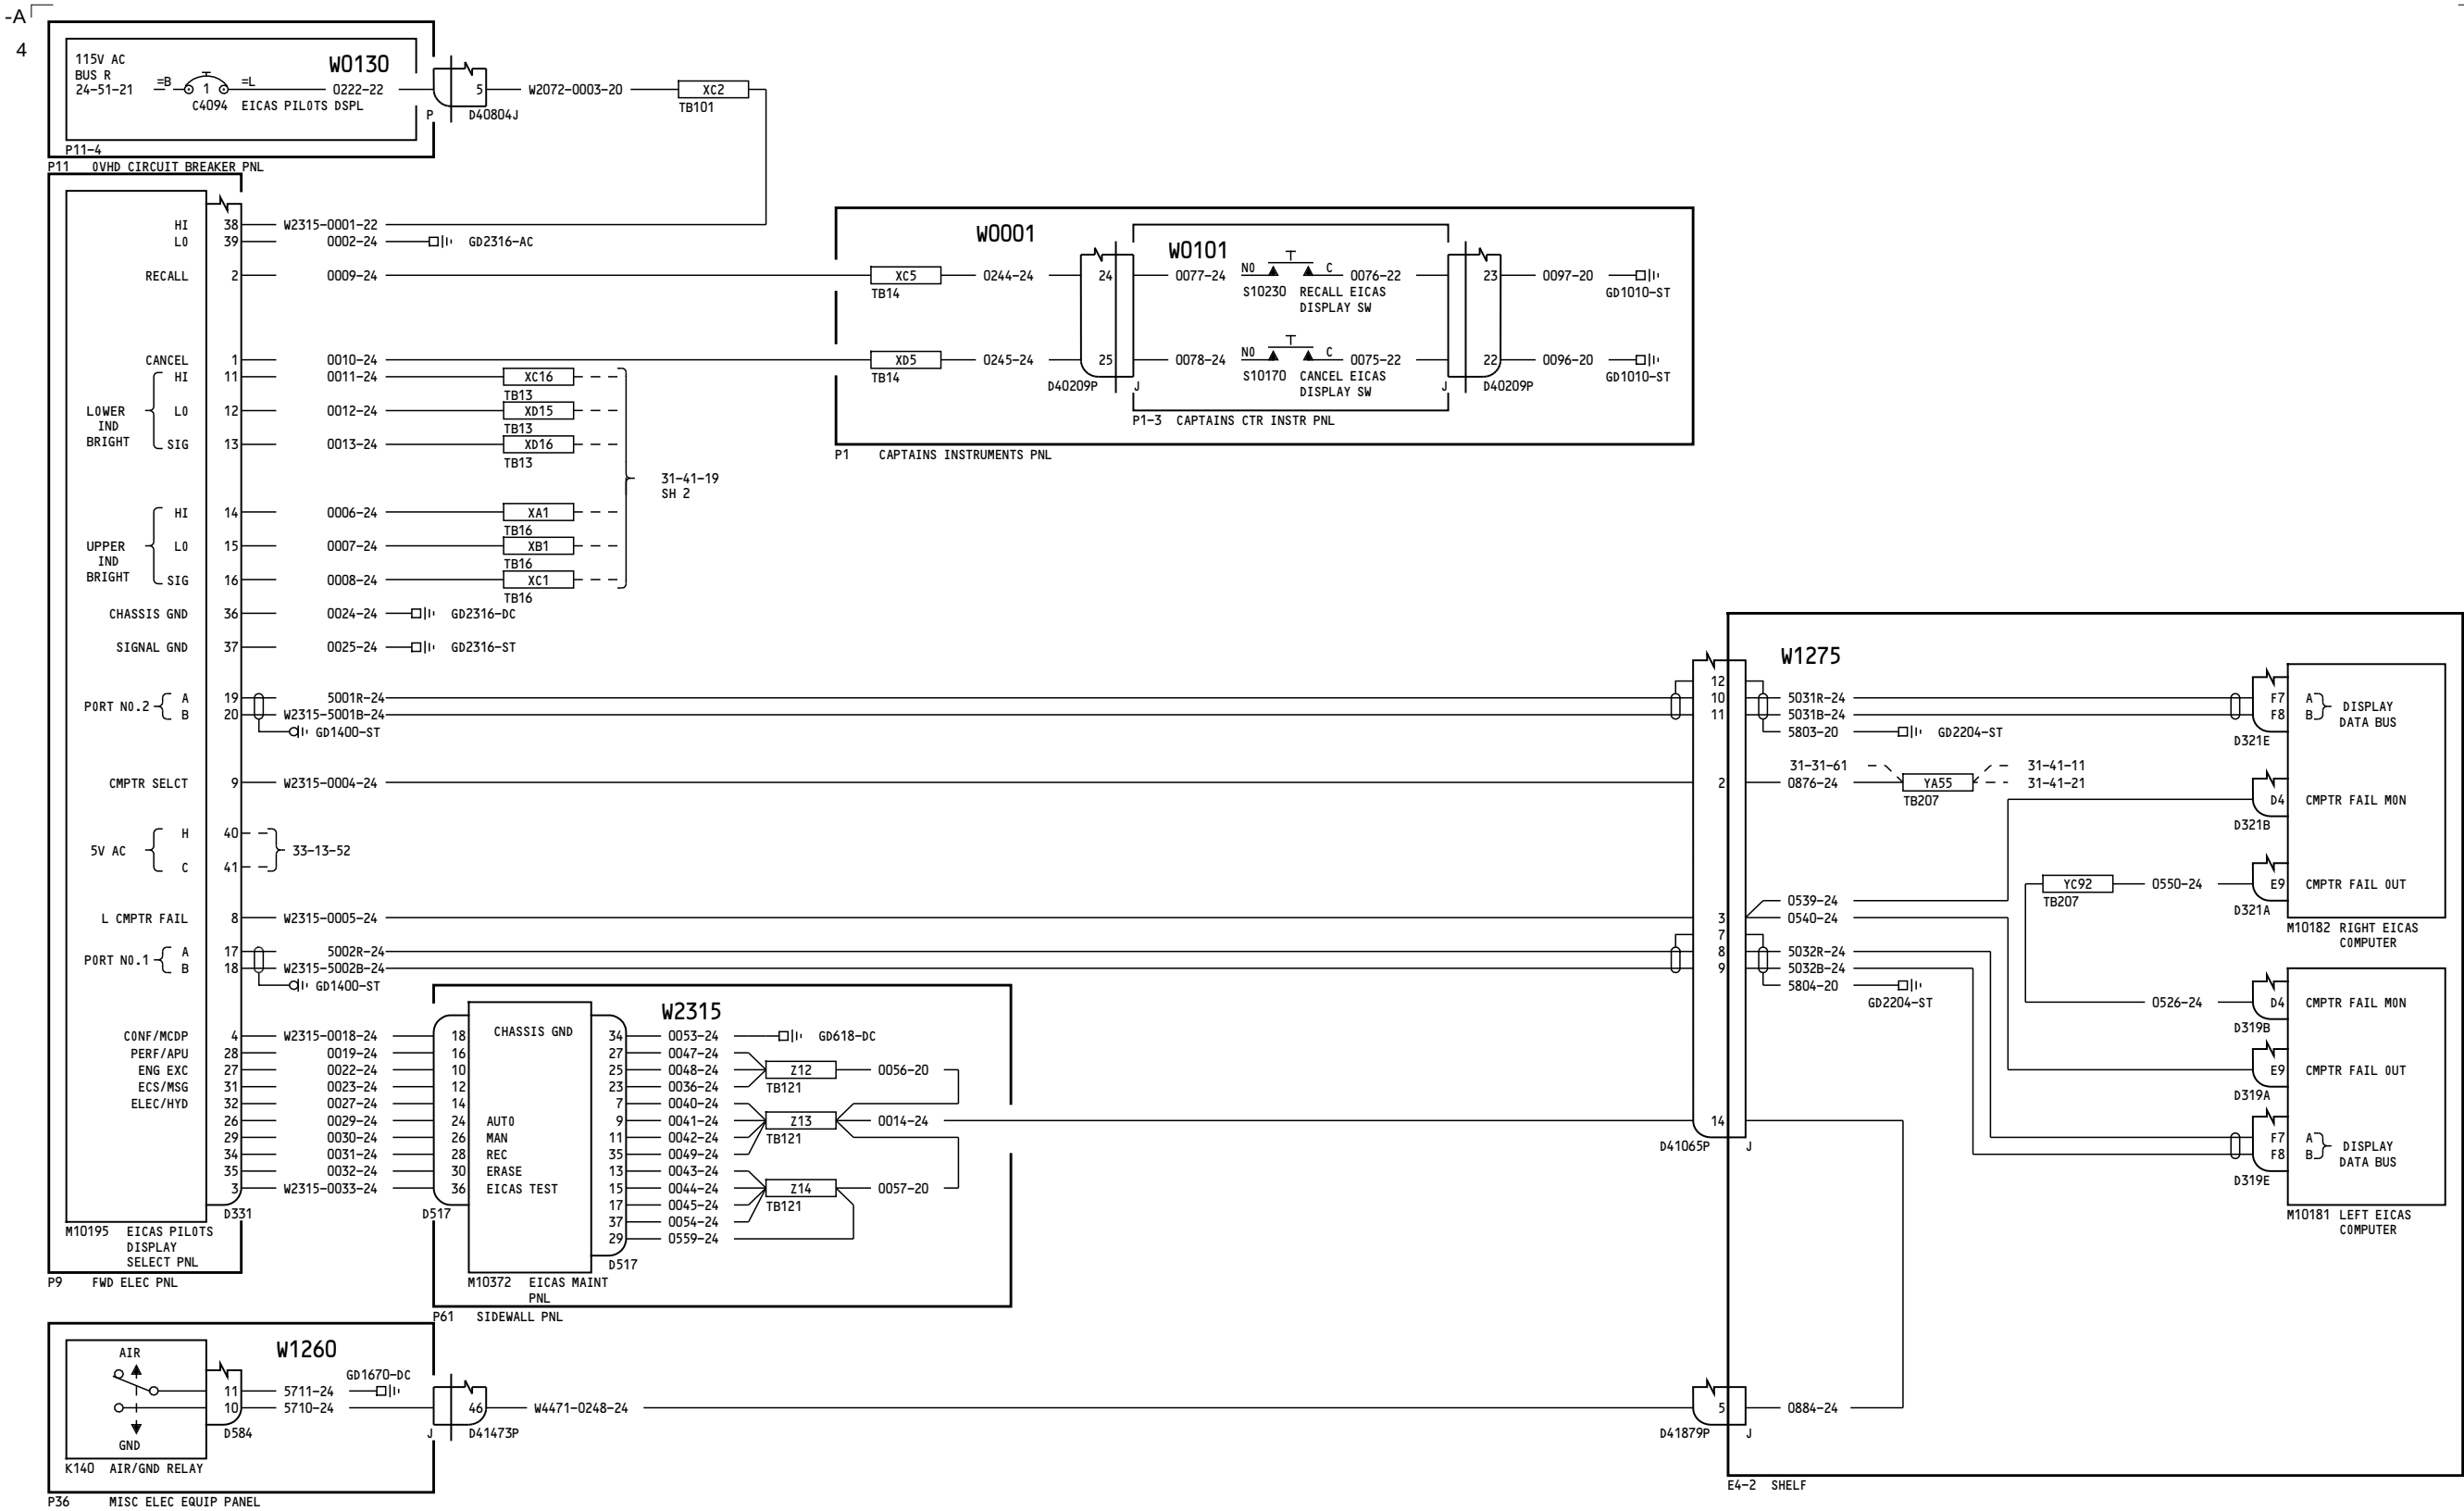 -A
4
115V AC
BUS R
24-51-21
=B
1
=L
C4094 EICAS PILOTS DSPL
W0130
0222-22
P
5
D40804J
W2072-0003-20
XC2
TB101
P11-4
P11 OVHD CIRCUIT BREAKER PNL
HI 38 W2315-0001-22
LO 39 0002-24 GD2316-AC
RECALL 2 0009-24
CANCEL 1 0010-24
LOWER
IND
BRIGHT
HI 11 0011-24 XC16
TB13
LO 12 0012-24 XD15
TB13
SIG 13 0013-24 XD16
TB13
31-41-19
SH 2
UPPER
IND
BRIGHT
HI 14 0006-24 XA1
TB16
LO 15 0007-24 XB1
TB16
SIG 16 0008-24 XC1
TB16
CHASSIS GND 36 0024-24 GD2316-DC
SIGNAL GND 37 0025-24 GD2316-ST
PORT NO.2
A 19 5001R-24
B 20 W2315-5001B-24
GD1400-ST
CMPTR SELCT 9 W2315-0004-24
5V AC
H 40
C 41
33-13-52
L CMPTR FAIL 8 W2315-0005-24
PORT NO.1
A 17 5002R-24
B 18 W2315-5002B-24
GD1400-ST
CONF/MCDP 4 W2315-0018-24 18
PERF/APU 28 0019-24 16
ENG EXC 27 0022-24 10
ECS/MSG 31 0023-24 12
ELEC/HYD 32 0027-24 14
26 0029-24 24 AUTO
29 0030-24 26 MAN
34 0031-24 28 REC
35 0032-24 30 ERASE
3 W2315-0033-24 36 EICAS TEST
D331
D517
M10195 EICAS PILOTS
DISPLAY
SELECT PNL
P9 FWD ELEC PNL
W0001
XC5
TB14
0244-24
24
W0101
0077-24
NO
C
0076-22
S10230 RECALL EICAS
DISPLAY SW
23
0097-20
GD1010-ST
XD5
TB14
0245-24
25
0078-24
NO
C
0075-22
S10170 CANCEL EICAS
DISPLAY SW
22
0096-20
GD1010-ST
D40209P
J
J
D40209P
P1-3 CAPTAINS CTR INSTR PNL
P1 CAPTAINS INSTRUMENTS PNL
W2315
CHASSIS GND
34 0053-24 GD618-DC
27 0047-24
25 0048-24 Z12 0056-20
23 0036-24 TB121
7 0040-24
9 0041-24 Z13 0014-24
11 0042-24 TB121
35 0049-24
13 0043-24
15 0044-24 Z14 0057-20
17 0045-24 TB121
37 0054-24
29 0559-24
D517
M10372 EICAS MAINT
PNL
P61 SIDEWALL PNL
W1275
12
10 5031R-24
11 5031B-24
5803-20 GD2204-ST
F7 A
F8 B
DISPLAY
DATA BUS
D321E
31-31-61
31-41-11
2 0876-24 YA55 31-41-21
TB207
D4 CMPTR FAIL MON
D321B
YC92 0550-24 E9 CMPTR FAIL OUT
TB207
D321A
0539-24
3 0540-24
M10182 RIGHT EICAS
COMPUTER
7
8 5032R-24
9 5032B-24
5804-20
GD2204-ST
0526-24 D4 CMPTR FAIL MON
D319B
E9 CMPTR FAIL OUT
D319A
14
D41065P
J
F7 A
F8 B
DISPLAY
DATA BUS
D319E
M10181 LEFT EICAS
COMPUTER
W1260
AIR
GND
GD1670-DC
11 5711-24
10 5710-24
D584
J
46
D41473P
W4471-0248-24
5
D41879P
J
0884-24
K140 AIR/GND RELAY
P36 MISC ELEC EQUIP PANEL
E4-2 SHELF